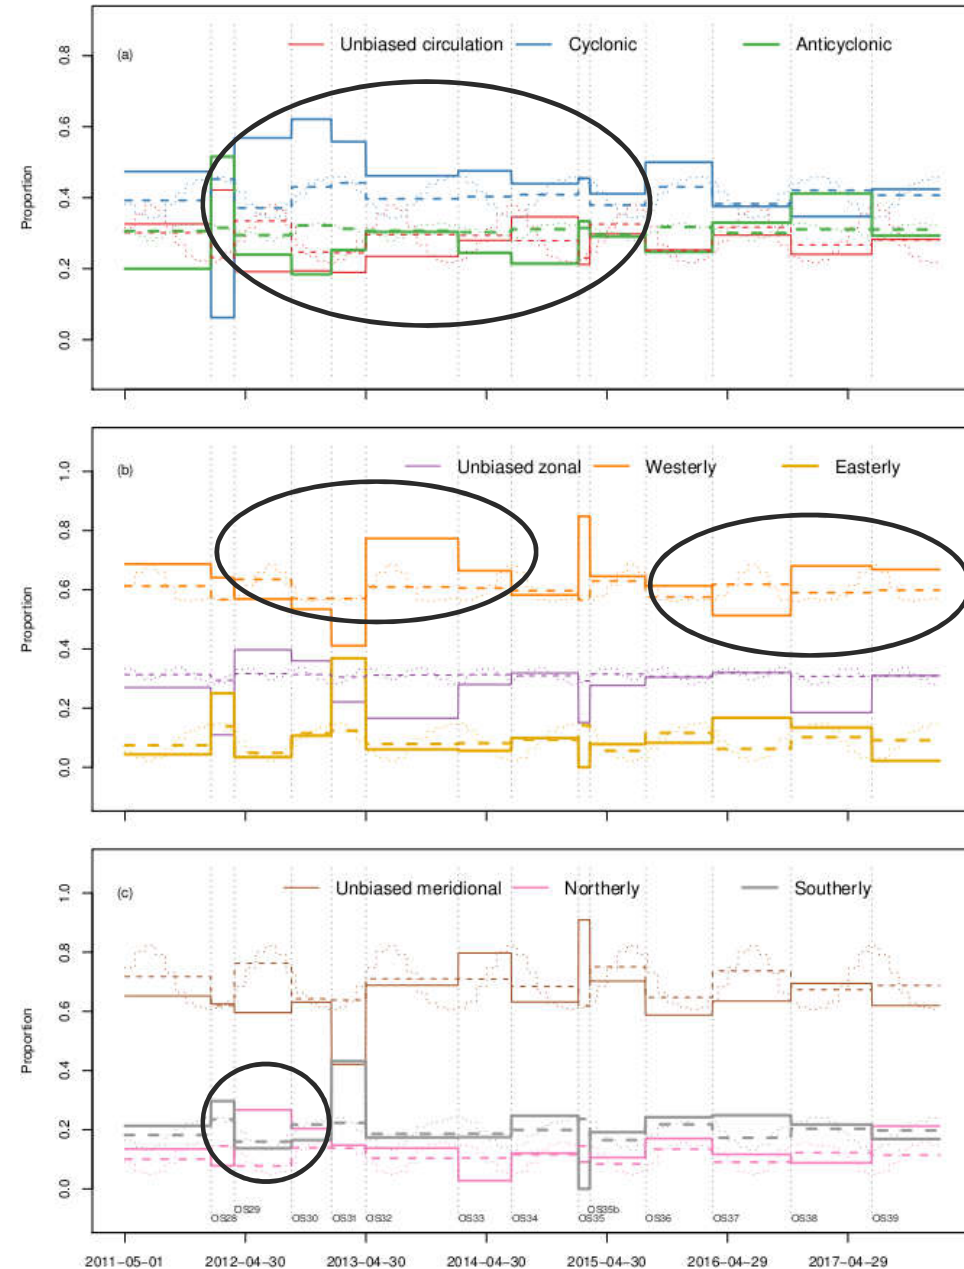 (a) Unbiased circulation Cyclonic Anticyclonic
Proportion
0.8
0.6
0.4
0.2
0.0
(b) Unbiased zonal Westerly Easterly
Proportion
1.0
0.8
0.6
0.4
0.2
0.0
(c) Unbiased meridional Northerly Southerly
Proportion
1.0
0.8
0.6
0.4
0.2
0.0
OS28 OS29 OS30 OS31 OS32 OS33 OS34 OS35 OS35b OS36 OS37 OS38 OS39
2011-05-01 2012-04-30 2013-04-30 2014-04-30 2015-04-30 2016-04-29 2017-04-29